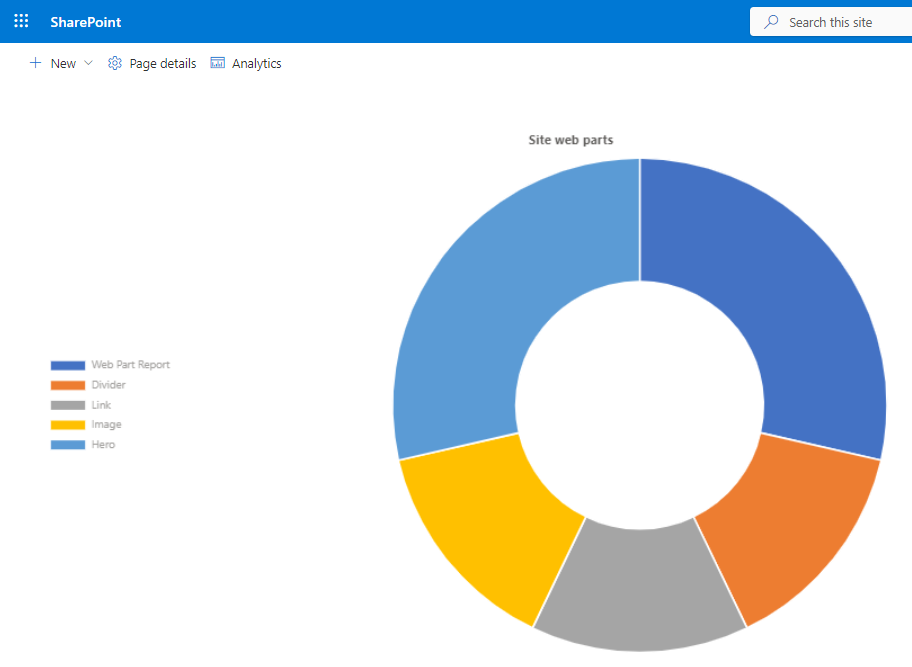 SharePoint
Search this site
New
Page details
Analytics
Site web parts
Web Part Report
Divider
Link
Image
Hero